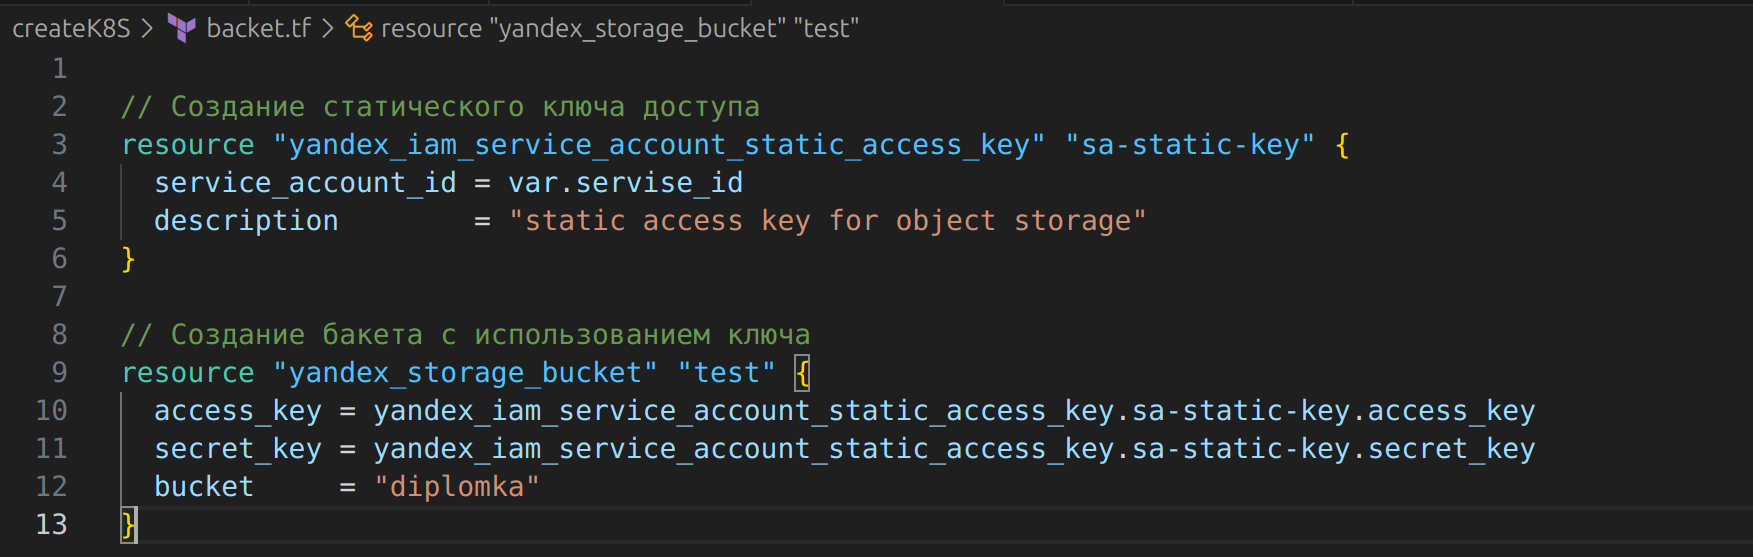 createK8S > backet.tf > resource "yandex_storage_bucket" "test"
1
2 // Создание статического ключа доступа
3 resource "yandex_iam_service_account_static_access_key" "sa-static-key" {
4   service_account_id = var.servise_id
5   description        = "static access key for object storage"
6 }
7
8 // Создание бакета с использованием ключа
9 resource "yandex_storage_bucket" "test" {
10   access_key = yandex_iam_service_account_static_access_key.sa-static-key.access_key
11   secret_key = yandex_iam_service_account_static_access_key.sa-static-key.secret_key
12   bucket     = "diplomka"
13 }